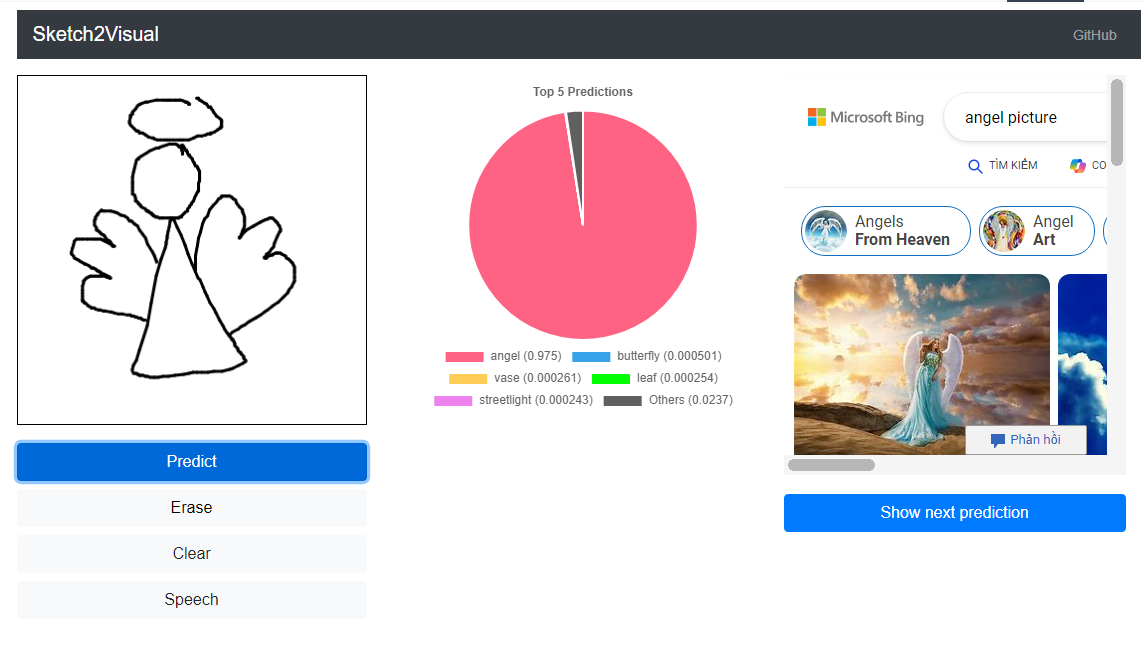 Sketch2Visual
GitHub
Predict
Erase
Clear
Speech
Top 5 Predictions
angel (0.975)
butterfly (0.000501)
vase (0.000261)
leaf (0.000254)
streetlight (0.000243)
Others (0.0237)
Microsoft Bing
angel picture
TÌM KIẾM
CO
Angels
From Heaven
Angel
Art
Phản hồi
Show next prediction